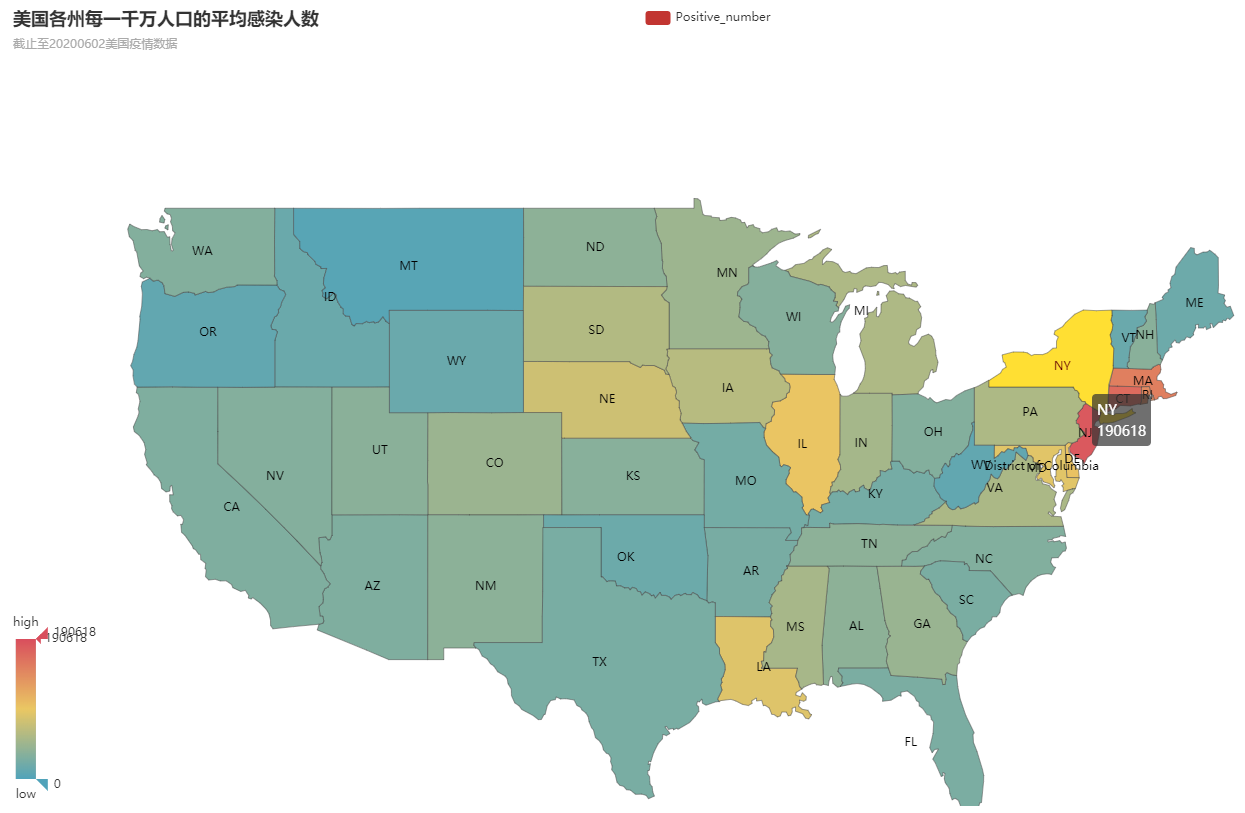 美国各州每一千万人口的平均感染人数
Positive_number
截止至20200602美国疫情数据
WA
MT
ND
MN
ID
OR
SD
WI
MI
ME
VT
NH
WY
NE
IA
NY
MA
CT
RI
NY
190618
PA
NJ
UT
CO
NV
KS
MO
IL
IN
OH
WV
District of Columbia
MD
DE
VA
KY
CA
AZ
NM
OK
AR
TN
NC
SC
MS
AL
GA
TX
LA
FL
high
190618
190618
0
low